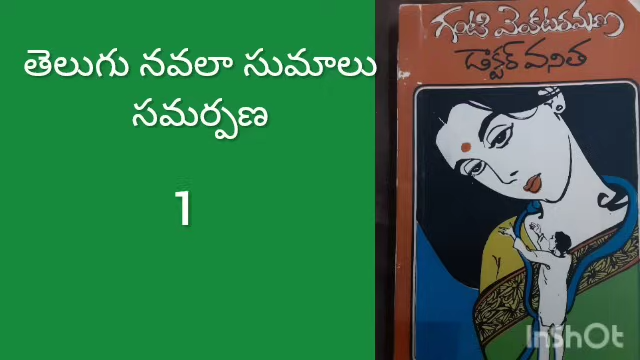 తెలుగు నవలా సుమాలు
సమర్పణ
1
గంటి వెంకటరమణ
డాక్టర్ వనిత
InShOt